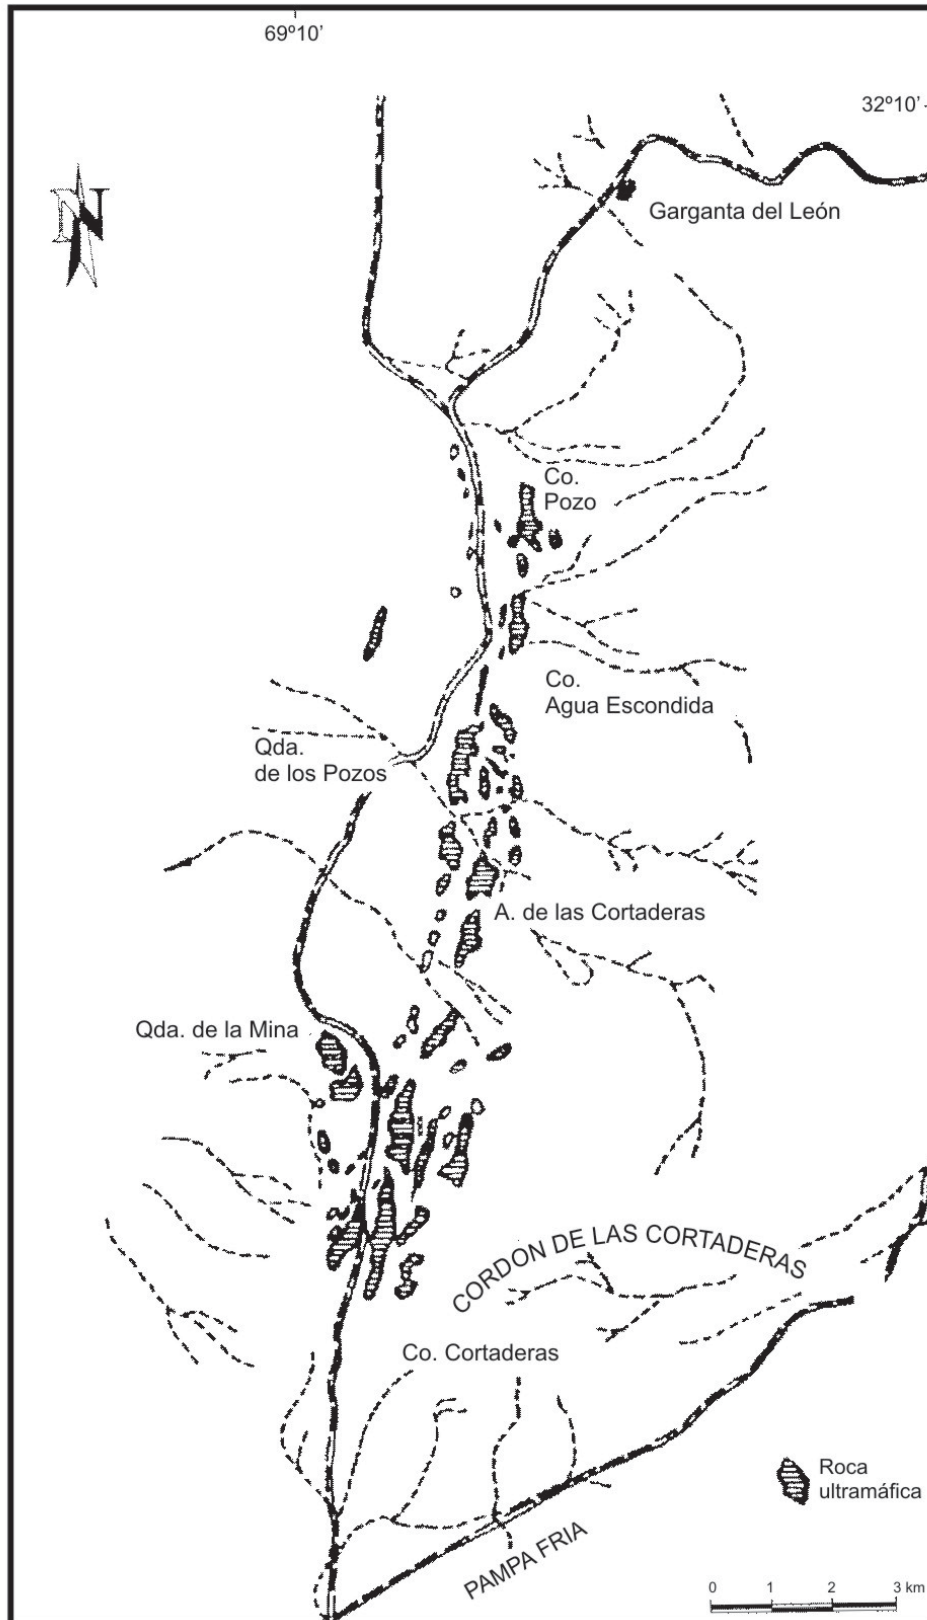 69º10'
32º10'
N
Garganta del León
Co.
Pozo
Co.
Agua Escondida
Qda.
de los Pozos
A. de las Cortaderas
Qda. de la Mina
CORDON DE LAS CORTADERAS
Co. Cortaderas
Roca
ultramáfica
PAMPA FRIA
0 1 2 3 km